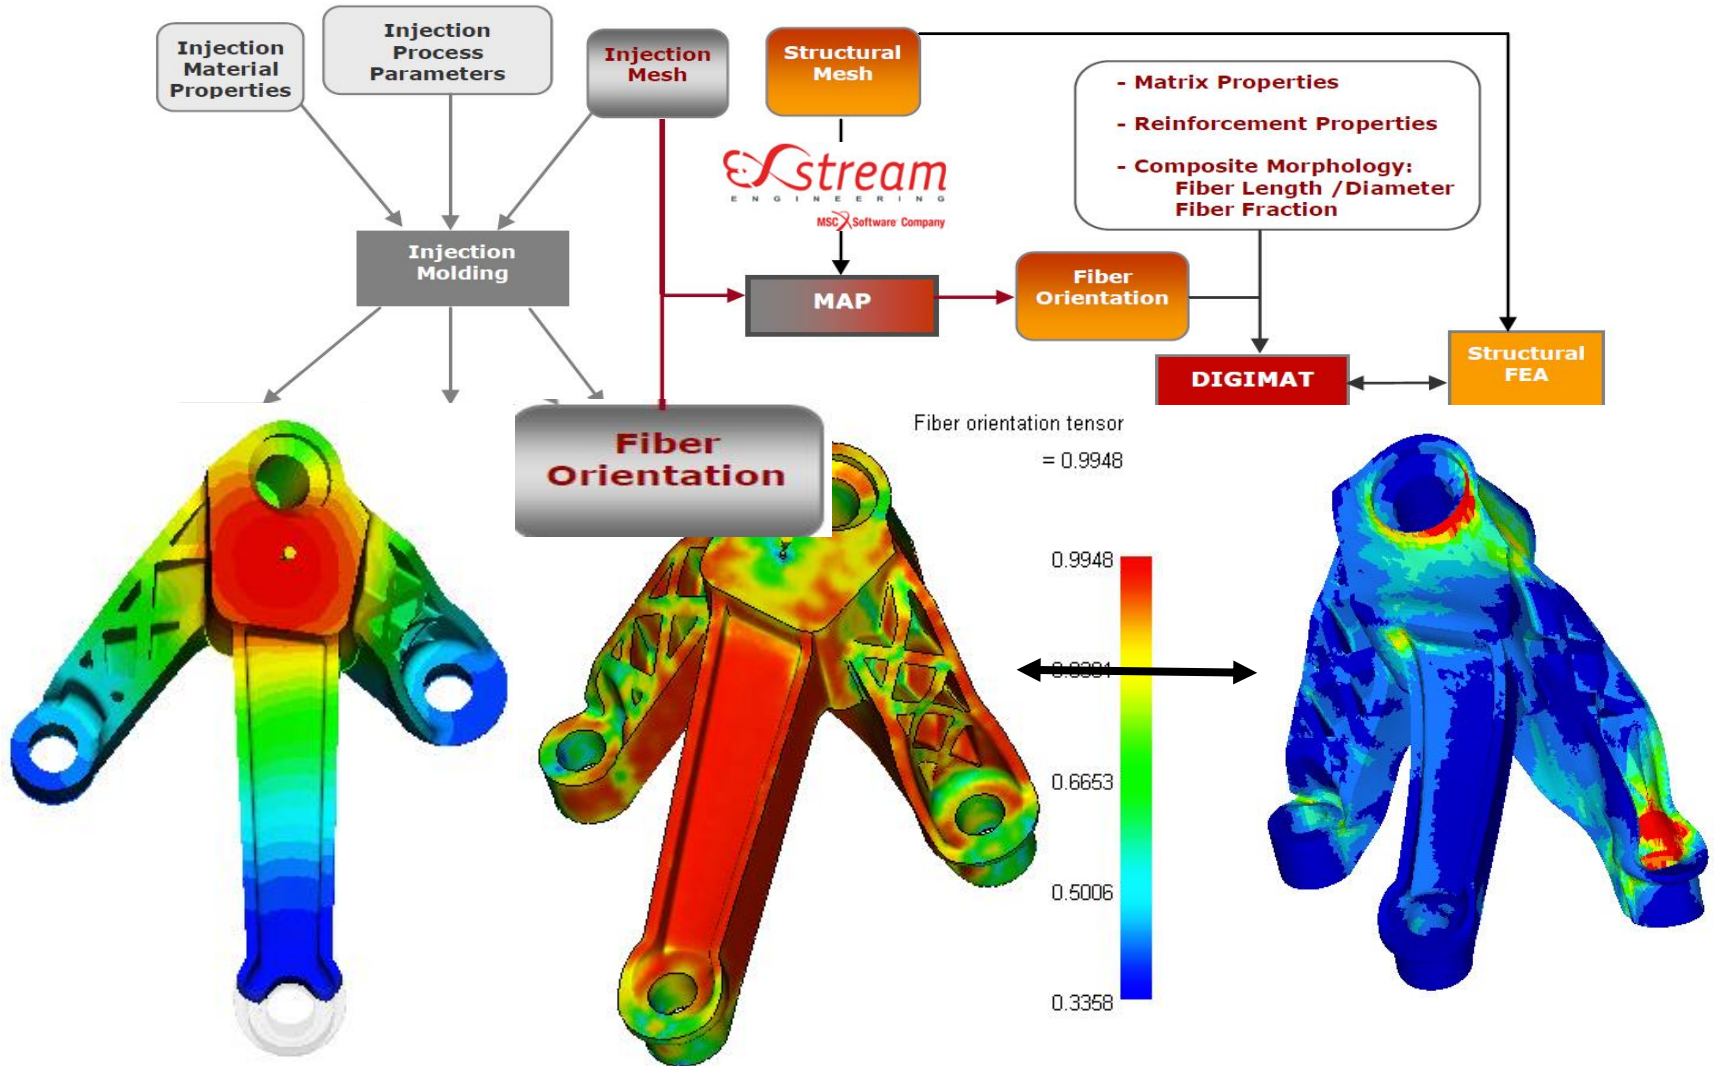 Injection
Material
Properties
Injection
Process
Parameters
Injection
Mesh
Structural
Mesh
- Matrix Properties
- Reinforcement Properties
- Composite Morphology:
Fiber Length /Diameter
Fiber Fraction
eXstream
ENGINEERING
MSC Software Company
Injection
Molding
MAP
Fiber
Orientation
DIGIMAT
Structural
FEA
Fiber
Orientation
Fiber orientation tensor
= 0.9948
0.9948
0.6653
0.5006
0.3358